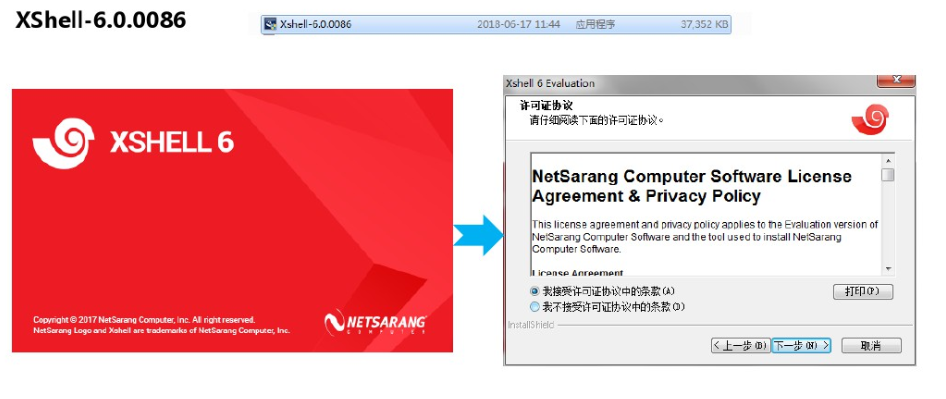 XShell-6.0.0086
Xshell-6.0.0086 2018-06-17 11:44 应用程序 37,352 KB
XSHELL 6
Copyright © 2017 NetSarang Computer, Inc. All right reserved.
NetSarang Logo and Xshell are trademarks of NetSarang Computer, Inc.
NETSARANG
COMPUTER
Xshell 6 Evaluation
许可证协议
请仔细阅读下面的许可证协议。
NetSarang Computer Software License
Agreement & Privacy Policy
This license agreement and privacy policy applies to the Evaluation version of
NetSarang Computer Software and the tool used to install NetSarang
Computer Software.
License Agreement
我接受许可证协议中的条款(A)
打印(P)
我不接受许可证协议中的条款(D)
InstallShield
< 上一步(B) 下一步(N) > 取消